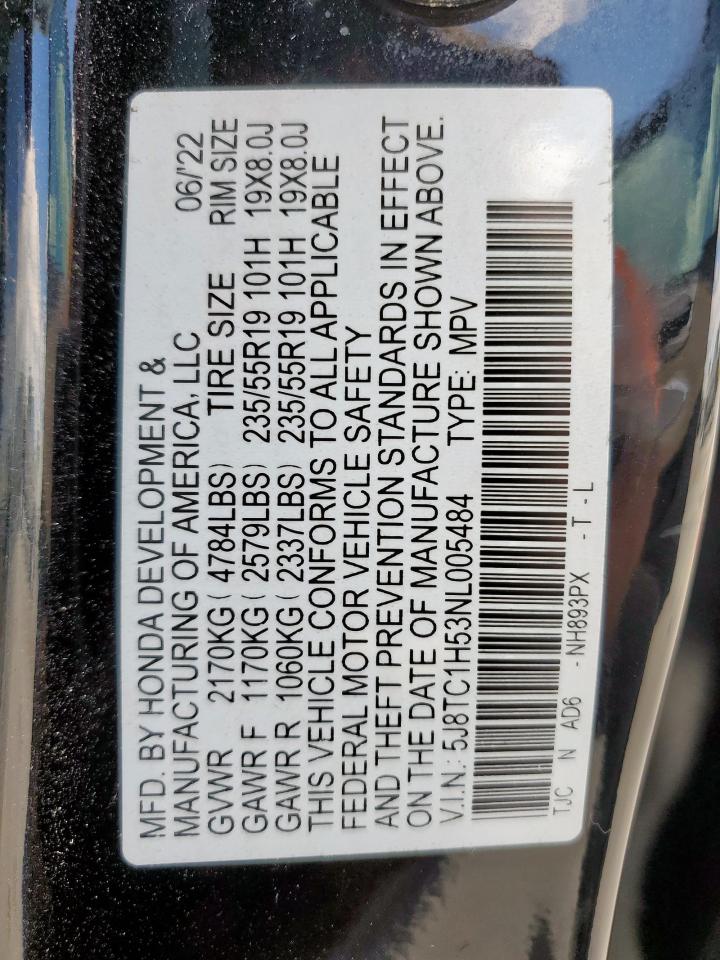 MFD. BY HONDA DEVELOPMENT &
MANUFACTURING OF AMERICA, LLC 06/'22
GVWR 2170KG ( 4784LBS) TIRE SIZE RIM SIZE
GAWR F 1170KG ( 2579LBS) 235/55R19 101H 19X8.0J
GAWR R 1060KG ( 2337LBS) 235/55R19 101H 19X8.0J
THIS VEHICLE CONFORMS TO ALL APPLICABLE
FEDERAL MOTOR VEHICLE SAFETY
AND THEFT PREVENTION STANDARDS IN EFFECT
ON THE DATE OF MANUFACTURE SHOWN ABOVE.
V.I.N.: 5J8TC1H53NL005484 TYPE: MPV
TJC N AD6 - NH893PX - T - L